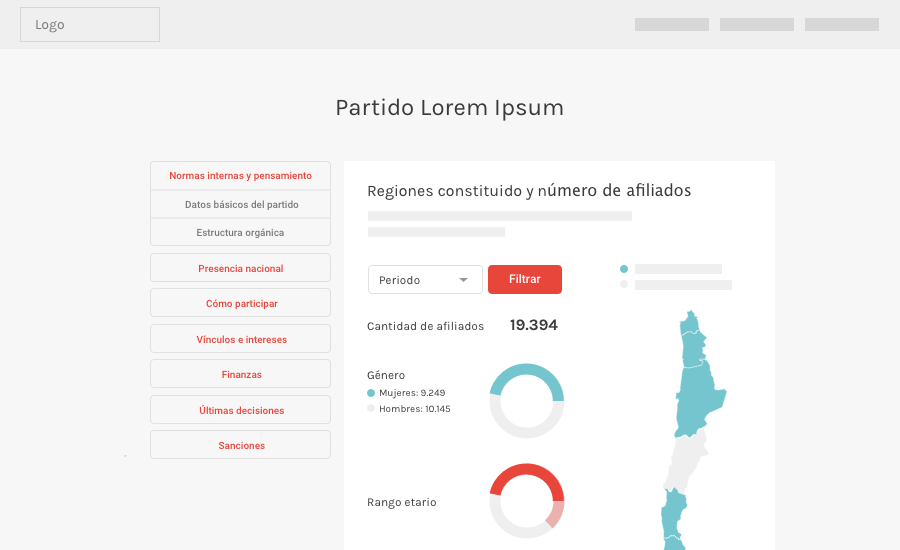 Logo
Partido Lorem Ipsum
Normas internas y pensamiento
Datos básicos del partido
Estructura orgánica
Presencia nacional
Cómo participar
Vínculos e intereses
Finanzas
Últimas decisiones
Sanciones
Regiones constituido y número de afiliados
Periodo
Filtrar
Cantidad de afiliados 19.394
Género
Mujeres: 9.249
Hombres: 10.145
Rango etario